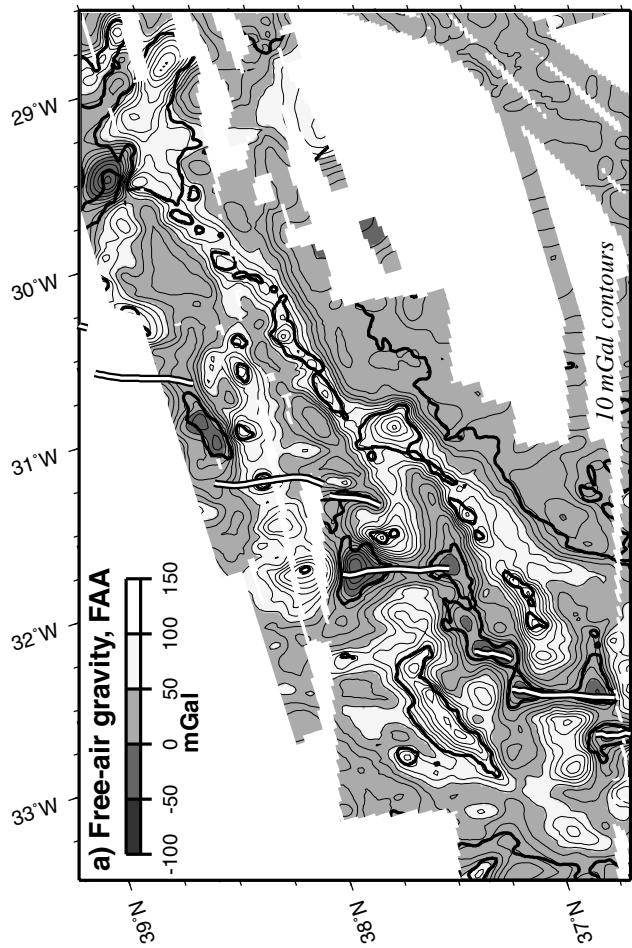 a) Free-air gravity, FAA
-100 -50 0 50 100 150
mGal
10 mGal contours
33°W 32°W 31°W 30°W 29°W
39°N
38°N
37°N